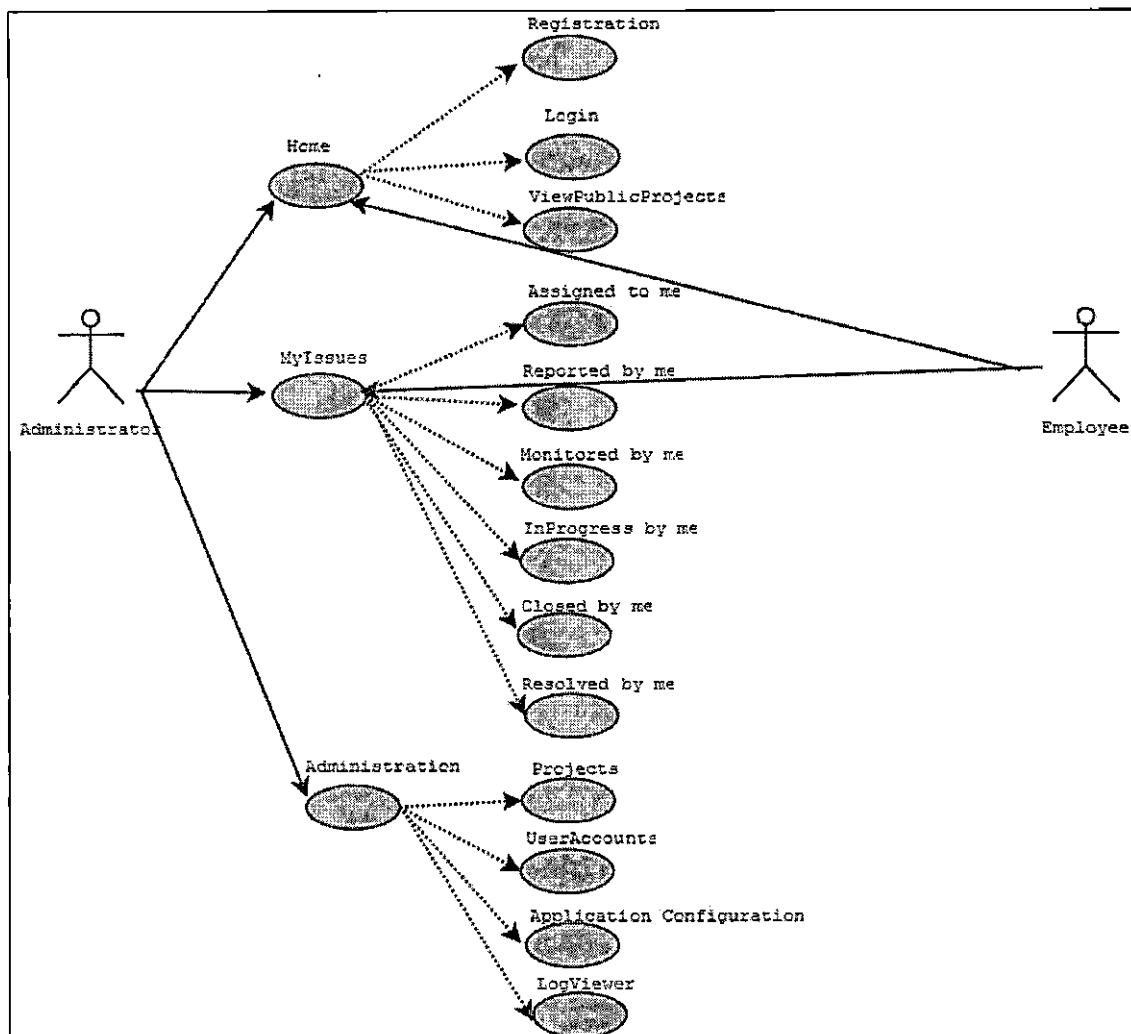 Registration
Login
Home
ViewPublicProjects
Assigned to me
MyIssues
Reported by me
Administrator
Employee
Monitored by me
InProgress by me
Closed by me
Resolved by me
Administration
Projects
UserAccounts
Application Configuration
LogViewer